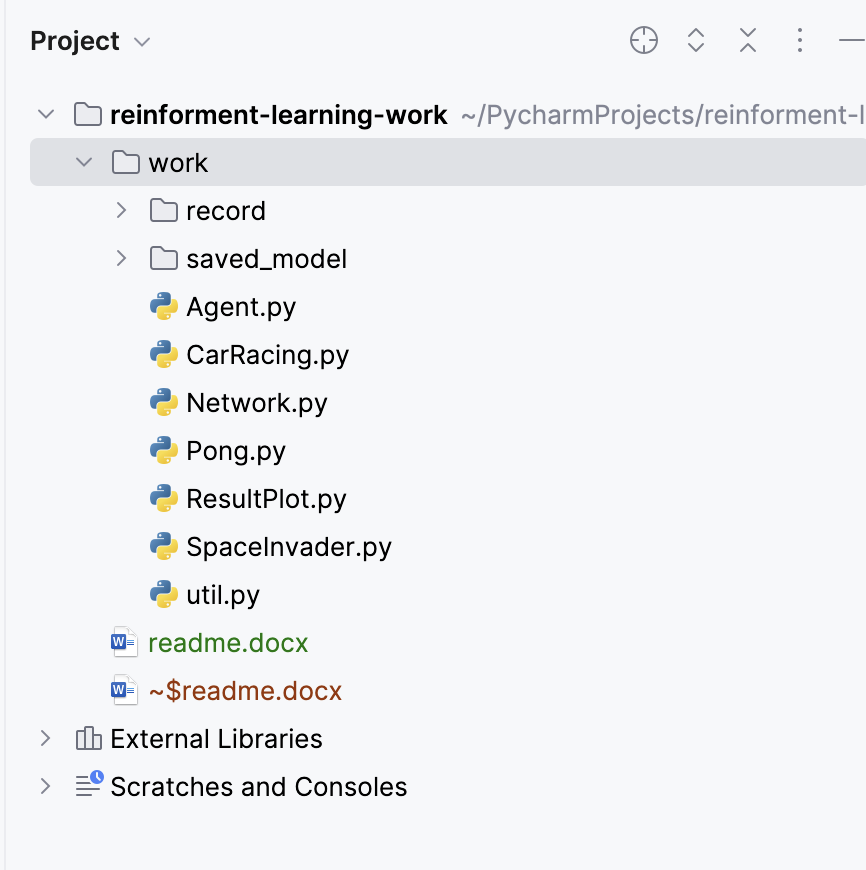 Project
reinforment-learning-work ~/PycharmProjects/reinforment-l
work
record
saved_model
Agent.py
CarRacing.py
Network.py
Pong.py
ResultPlot.py
SpaceInvader.py
util.py
W readme.docx
W ~$readme.docx
External Libraries
Scratches and Consoles